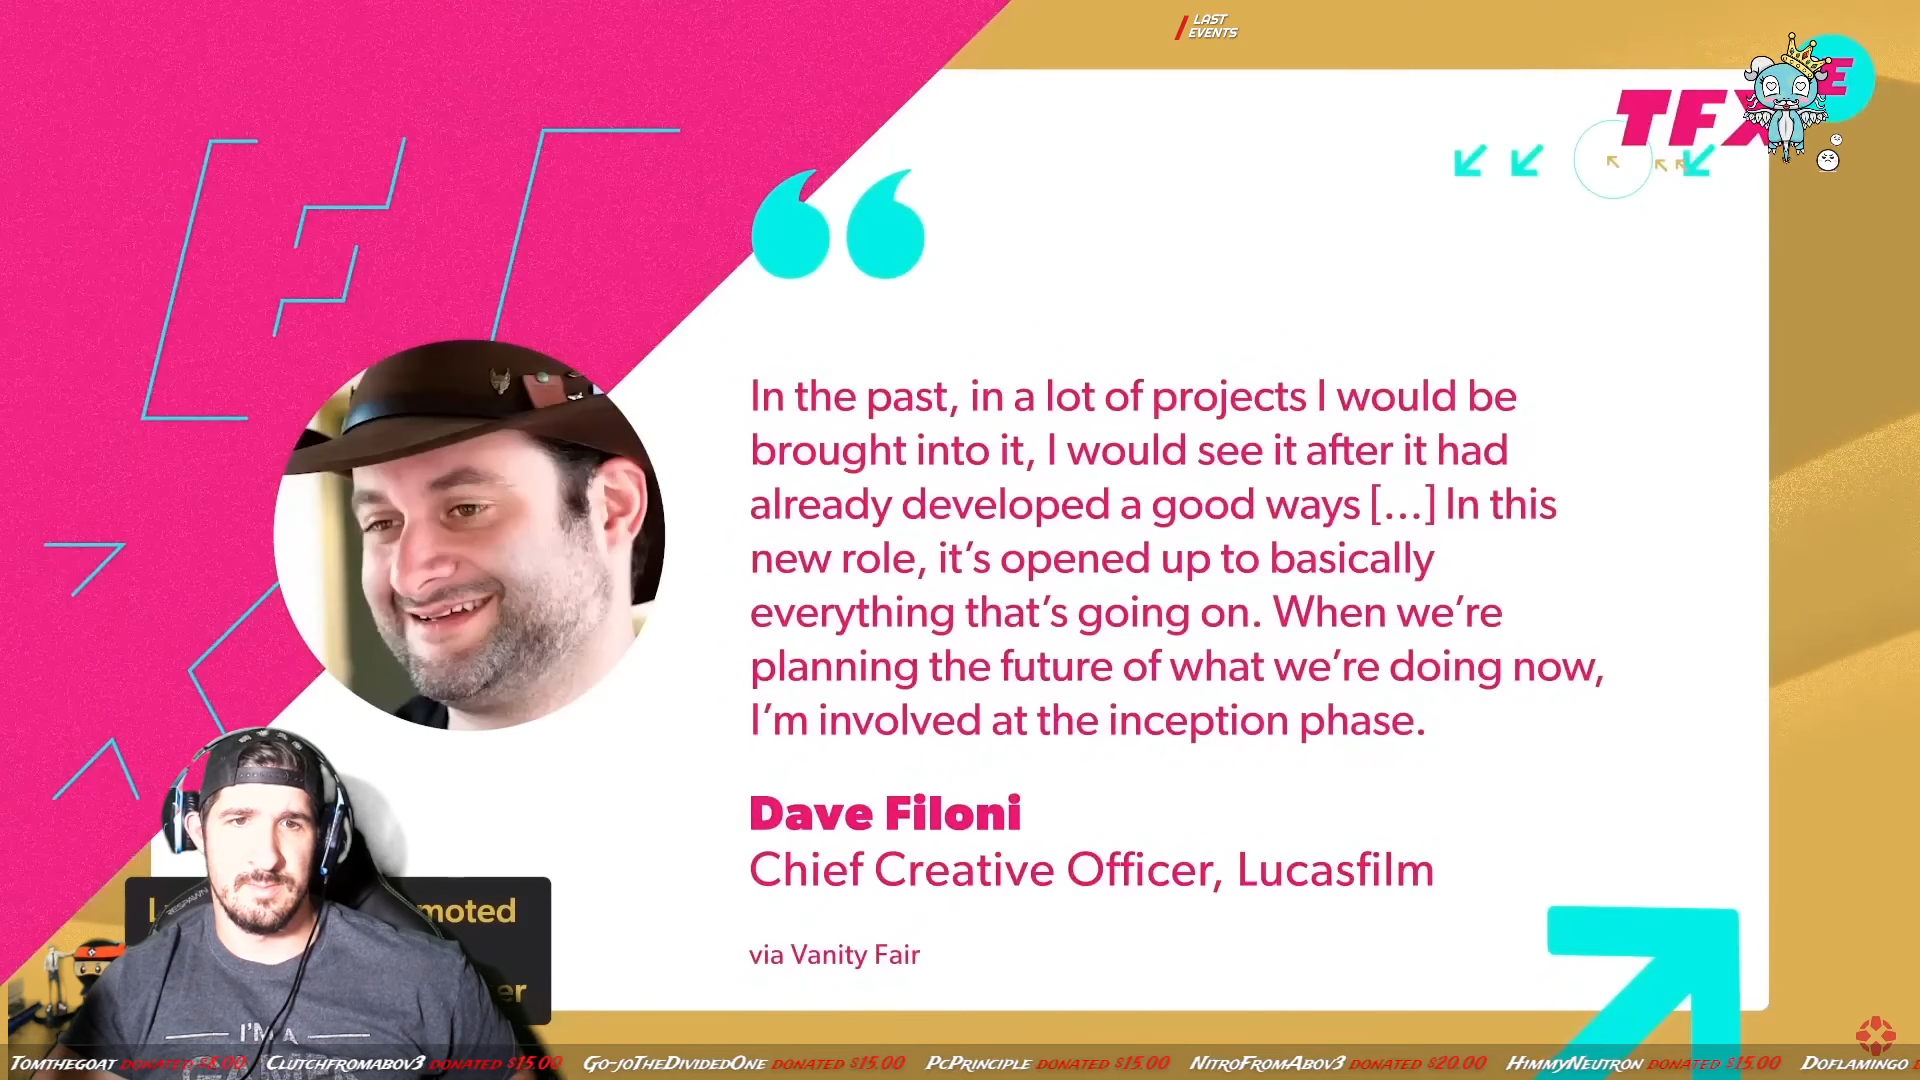 LAST
EVENTS
TFX
E
In the past, in a lot of projects I would be
brought into it, I would see it after it had
already developed a good ways [...] In this
new role, it's opened up to basically
everything that's going on. When we're
planning the future of what we're doing now,
I'm involved at the inception phase.
Dave Filoni
Chief Creative Officer, Lucasfilm
via Vanity Fair
RESPAWN
I'M A
Tomthegoat donated $5.00 Clutchfromabov3 donated $15.00 Go-joTheDividedOne donated $15.00 PcPrinciple donated $15.00 NitroFromAbov3 donated $20.00 HimmyNeutron donated $15.00 Doflamingo